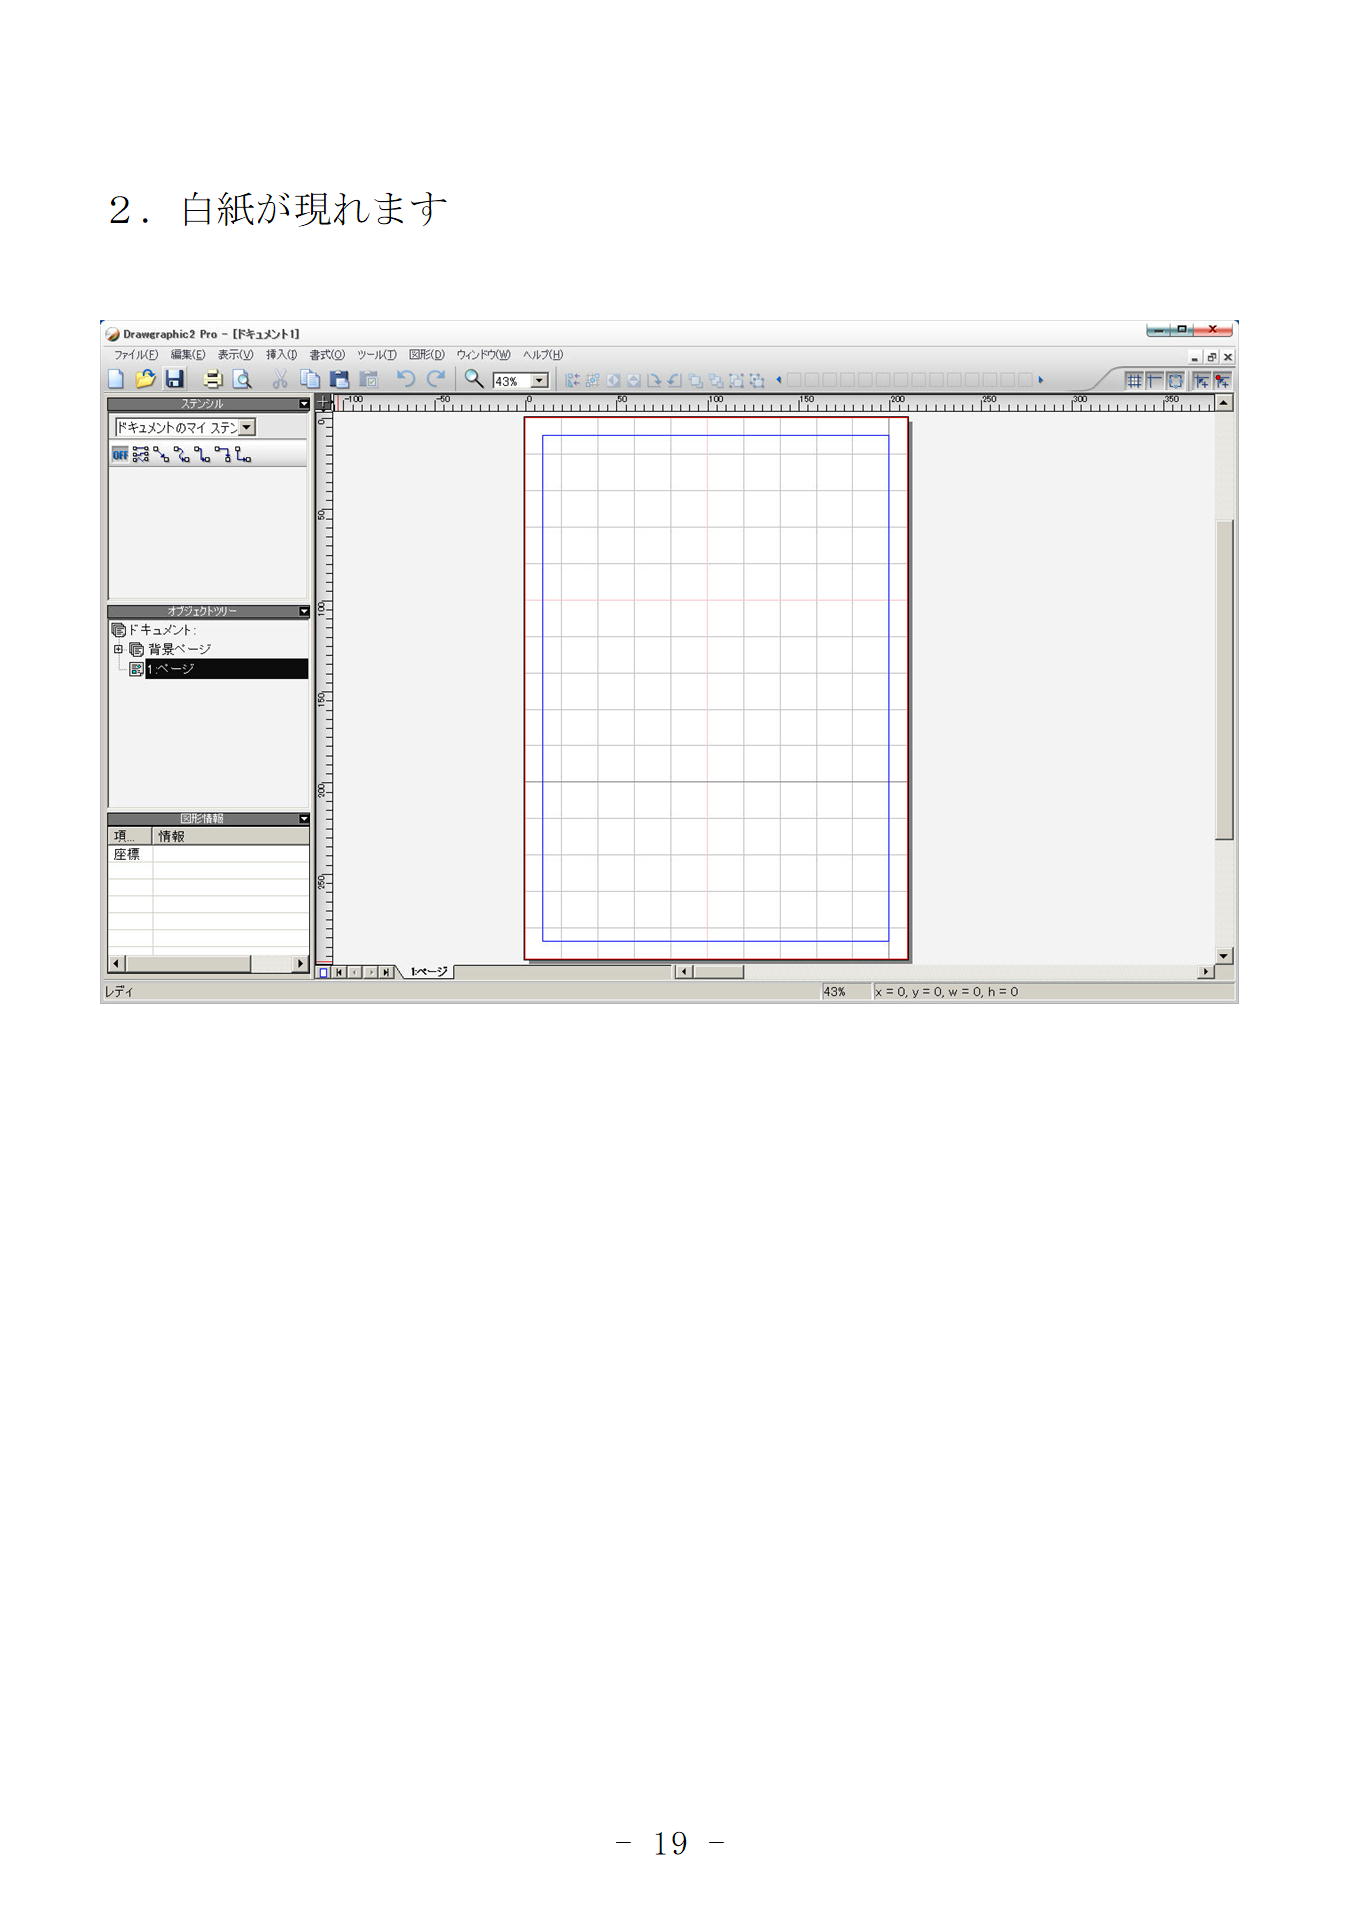 ２．白紙が現れます
Drawgraphic2 Pro - [ドキュメント1]
ファイル(F) 編集(E) 表示(V) 挿入(I) 書式(O) ツール(T) 図形(D) ウィンドウ(W) ヘルプ(H)
43%
ステンシル
-100 -50 0 50 100 150 200 250 300 350
ドキュメントのマイ ステン
OFF
0
50
100
150
200
250
オブジェクトツリー
ドキュメント:
背景ページ
1:ページ
図形情報
項... 情報
座標
1:ページ
レディ 43% x = 0, y = 0, w = 0, h = 0
- 19 -